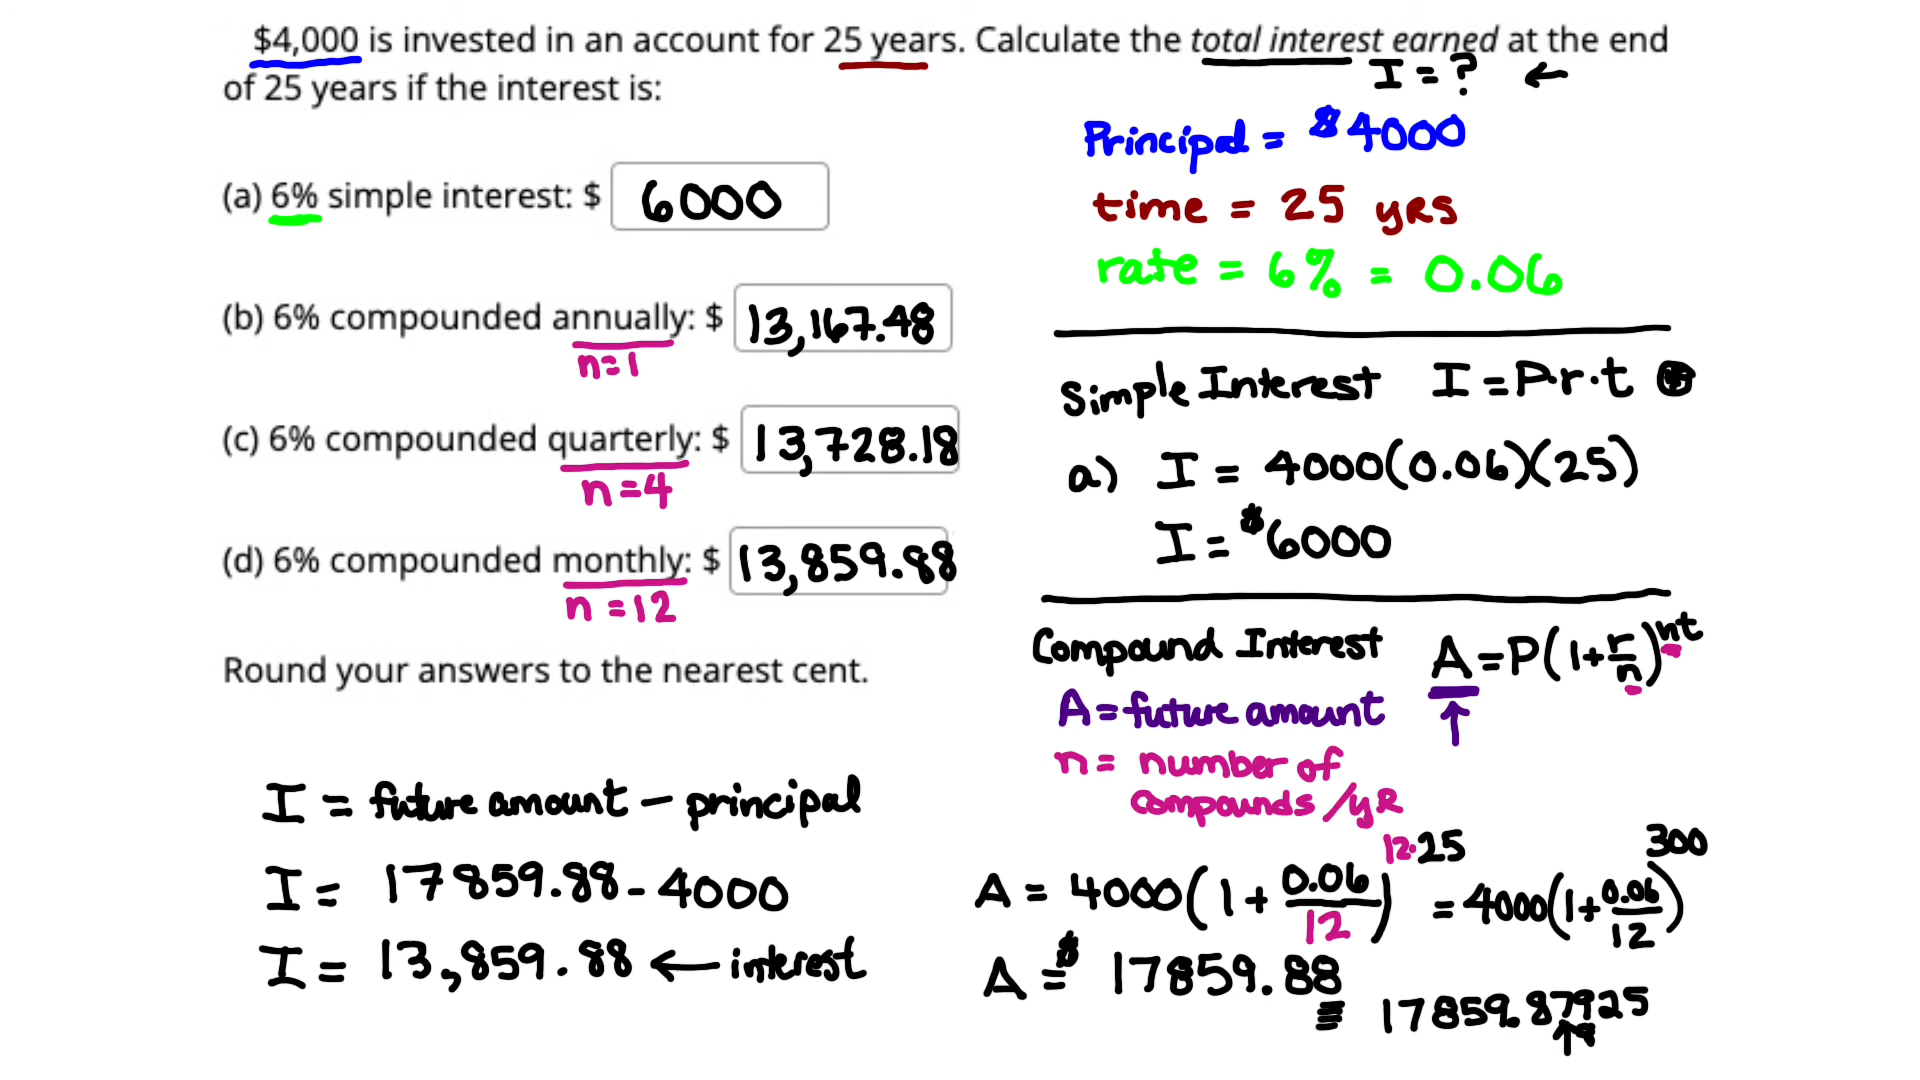 $4,000 is invested in an account for 25 years. Calculate the total interest earned at the end
of 25 years if the interest is:
I = ? ←
Principal = $4000
time = 25 yrs
rate = 6% = 0.06
(a) 6% simple interest: $ 6000
(b) 6% compounded annually: $ 13,167.48
n=1
(c) 6% compounded quarterly: $ 13,728.18
n=4
(d) 6% compounded monthly: $ 13,859.88
n=12
Round your answers to the nearest cent.
Simple Interest I = P.r.t
a) I = 4000(0.06)(25)
I = $6000
Compound Interest A=P(1+r/n)^nt
A = future amount ↑
n = number of
compounds/yR
I = future amount – principal
I = 17859.88 - 4000
I = 13,859.88 ← interest
A = 4000(1 + 0.06/12)^12·25 = 4000(1+0.06/12)^300
A = $17859.88
17859.87925